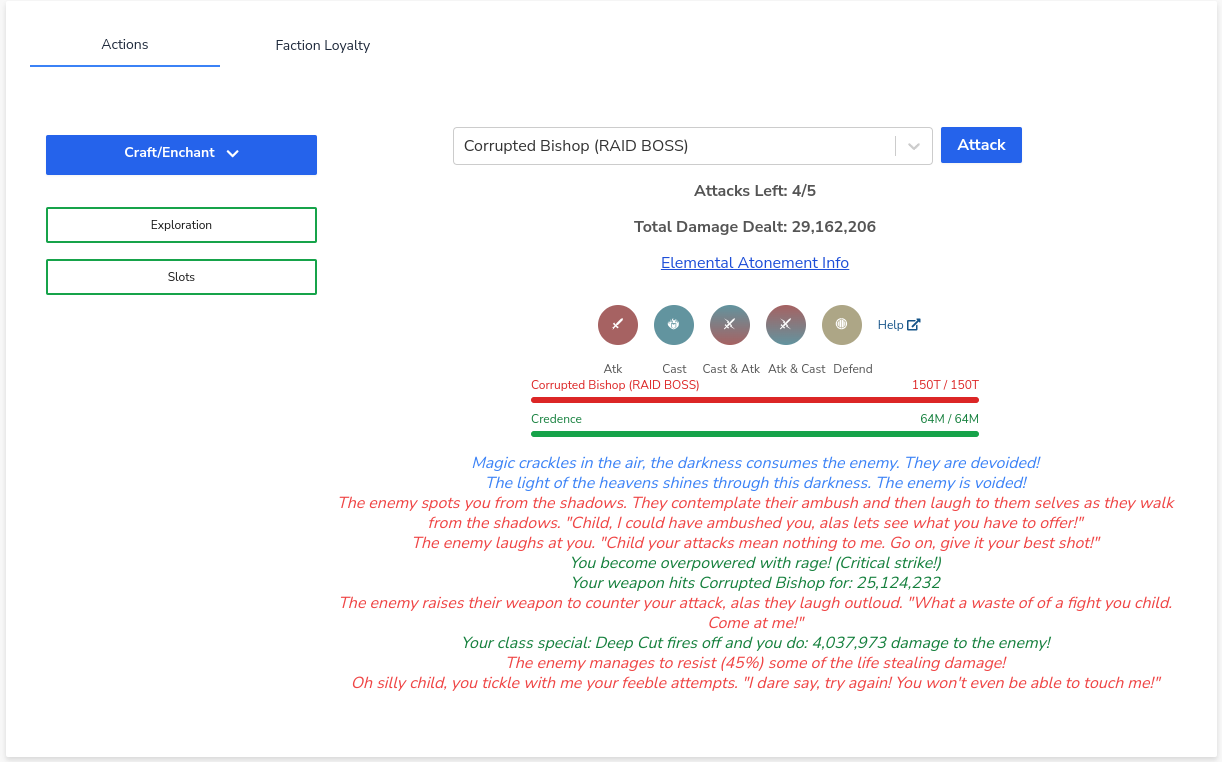 Actions
Faction Loyalty
Craft/Enchant
Exploration
Slots
Corrupted Bishop (RAID BOSS)
Attack
Attacks Left: 4/5
Total Damage Dealt: 29,162,206
Elemental Atonement Info
Help
Atk
Cast
Cast & Atk
Atk & Cast
Defend
Corrupted Bishop (RAID BOSS)
150T / 150T
Credence
64M / 64M
Magic crackles in the air, the darkness consumes the enemy. They are devoided!
The light of the heavens shines through this darkness. The enemy is voided!
The enemy spots you from the shadows. They contemplate their ambush and then laugh to them selves as they walk
from the shadows. "Child, I could have ambushed you, alas lets see what you have to offer!"
The enemy laughs at you. "Child your attacks mean nothing to me. Go on, give it your best shot!"
You become overpowered with rage! (Critical strike!)
Your weapon hits Corrupted Bishop for: 25,124,232
The enemy raises their weapon to counter your attack, alas they laugh outloud. "What a waste of of a fight you child.
Come at me!"
Your class special: Deep Cut fires off and you do: 4,037,973 damage to the enemy!
The enemy manages to resist (45%) some of the life stealing damage!
Oh silly child, you tickle with me your feeble attempts. "I dare say, try again! You won't even be able to touch me!"